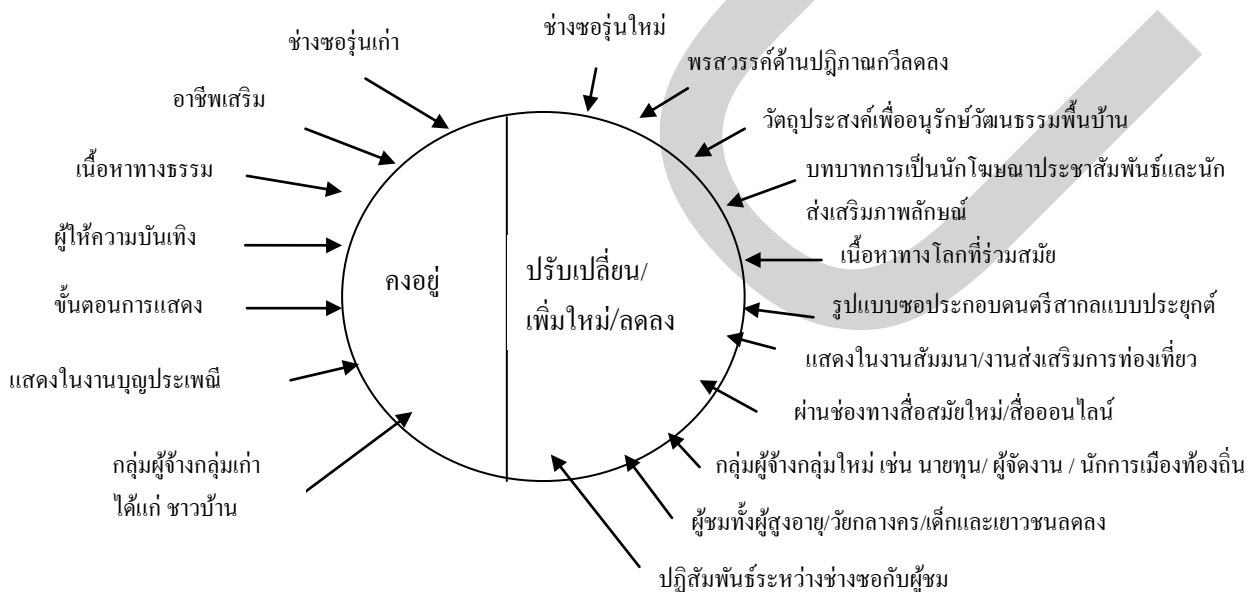 ช่างซอรุ่นใหม่
ช่างซอรุ่นเก่า
พรสวรรค์ด้านปฎิภาณกวีลดลง
อาชีพเสริม
วัตถุประสงค์เพื่ออนุรักษ์วัฒนธรรมพื้นบ้าน
เนื้อหาทางธรรม
บทบาทการเป็นนักโฆษณาประชาสัมพันธ์และนัก
ส่งเสริมภาพลักษณ์
ผู้ให้ความบันเทิง
เนื้อหาทางโลกที่ร่วมสมัย
คงอยู่
ปรับเปลี่ยน/
เพิ่มใหม่/ลดลง
ขั้นตอนการแสดง
รูปแบบซอประกอบดนตรีสากลแบบประยุกต์
แสดงในงานสัมมนา/งานส่งเสริมการท่องเที่ยว
แสดงในงานบุญประเพณี
ผ่านช่องทางสื่อสมัยใหม่/สื่อออนไลน์
กลุ่มผู้จ้างกลุ่มเก่า
ได้แก่ ชาวบ้าน
กลุ่มผู้จ้างกลุ่มใหม่ เช่น นายทุน/ ผู้จัดงาน / นักการเมืองท้องถิ่น
ผู้ชมทั้งผู้สูงอายุ/วัยกลางคร/เด็กและเยาวชนลดลง
ปฏิสัมพันธ์ระหว่างช่างซอกับผู้ชม